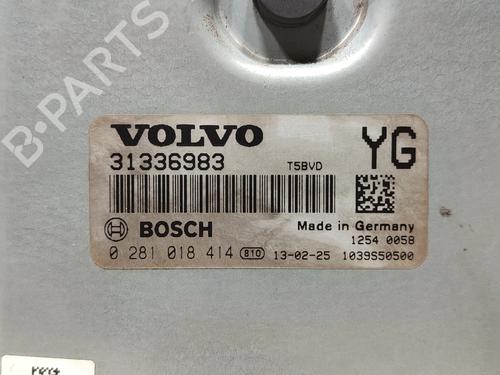 B-PARTS
VOLVO
31336983
T5BVD
YG
BOSCH
Made in Germany
1254 0058
0 281 018 414 810 13-02-25 1039S50500